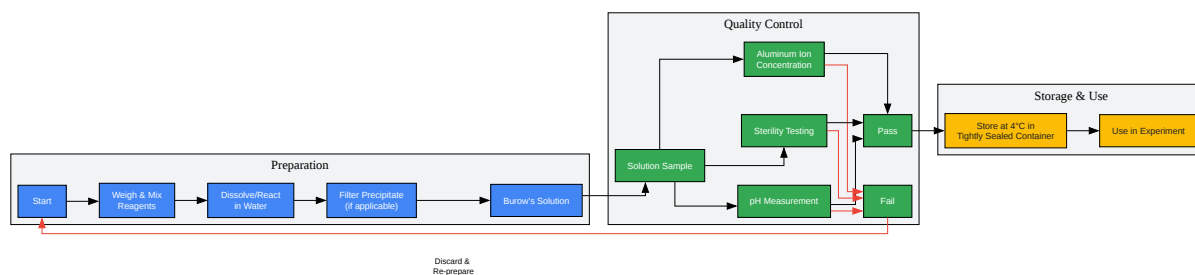 Preparation
Start
Weigh & Mix
Reagents
Dissolve/React
in Water
Filter Precipitate
(if applicable)
Burow's Solution
Quality Control
Solution Sample
Aluminum Ion
Concentration
Sterility Testing
pH Measurement
Pass
Fail
Storage & Use
Store at 4°C in
Tightly Sealed Container
Use in Experiment
Discard &
Re-prepare